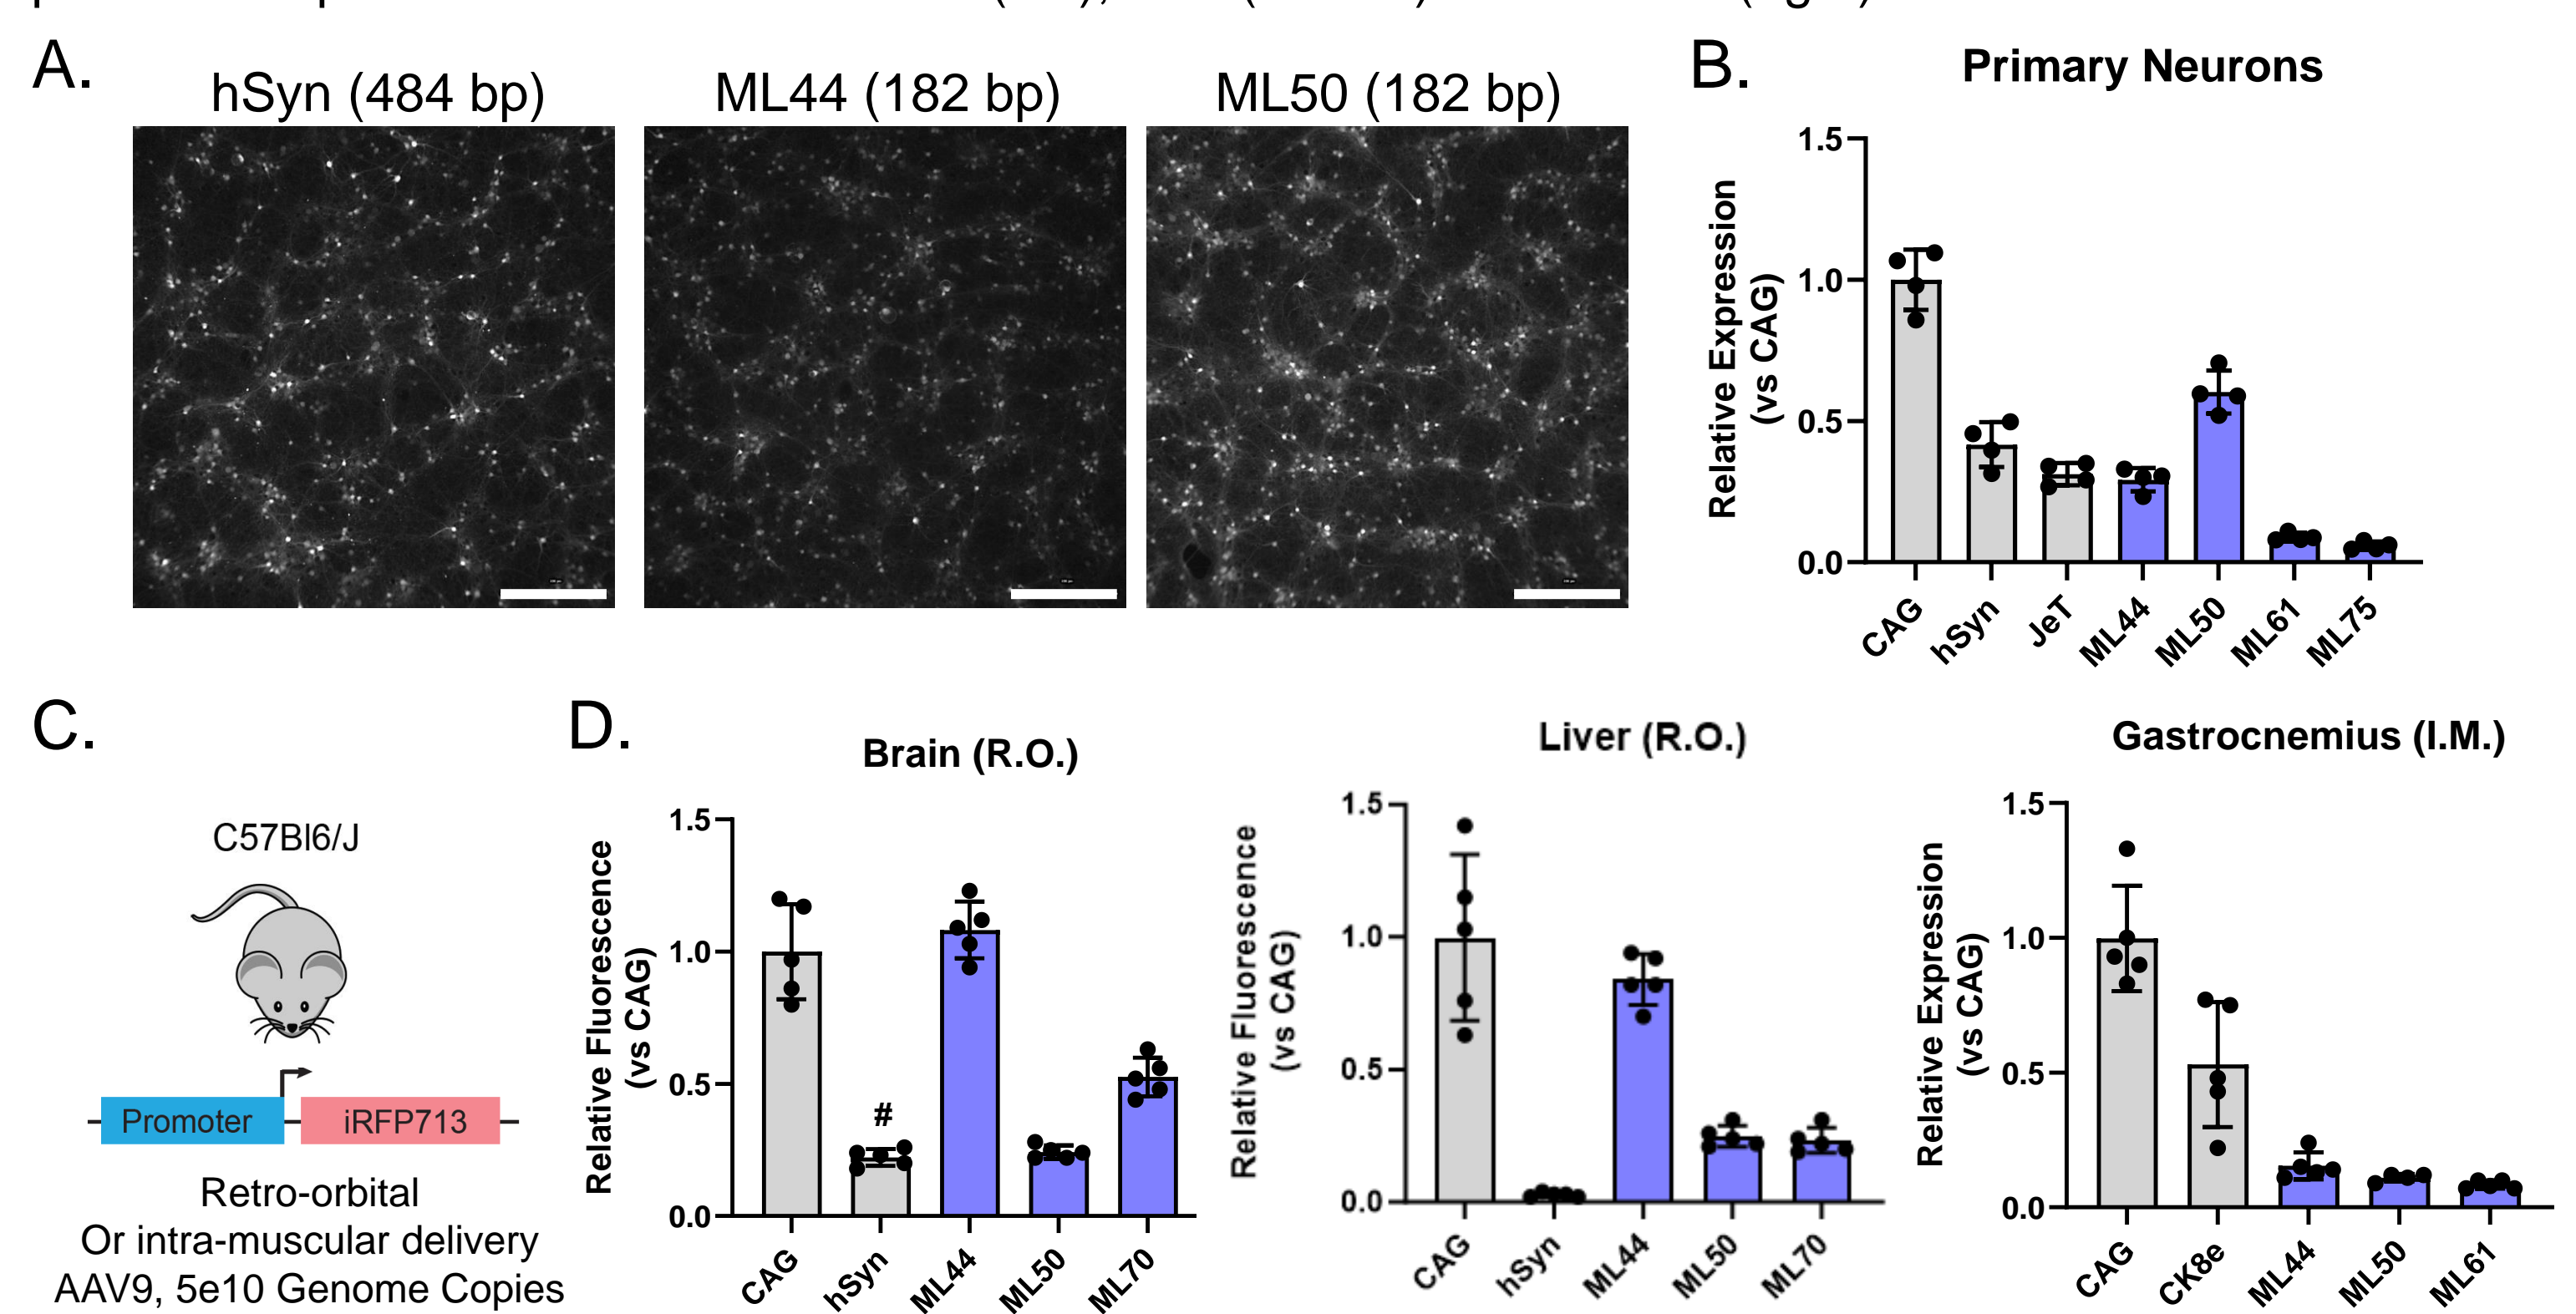 A.
hSyn (484 bp)
ML44 (182 bp)
ML50 (182 bp)
B.
Primary Neurons
Relative Expression
(vs CAG)
1.5
1.0
0.5
0.0
CAG
hSyn
JeT
ML44
ML50
ML61
ML75
C.
C57Bl6/J
Promoter
iRFP713
Retro-orbital
Or intra-muscular delivery
AAV9, 5e10 Genome Copies
D.
Brain (R.O.)
Relative Fluorescence
(vs CAG)
1.5
1.0
0.5
0.0
#
CAG
hSyn
ML44
ML50
ML70
Liver (R.O.)
Relative Fluorescence
(vs CAG)
1.5
1.0
0.5
0.0
CAG
hSyn
ML44
ML50
ML70
Gastrocnemius (I.M.)
Relative Expression
(vs CAG)
1.5
1.0
0.5
0.0
CAG
CK8e
ML44
ML50
ML61